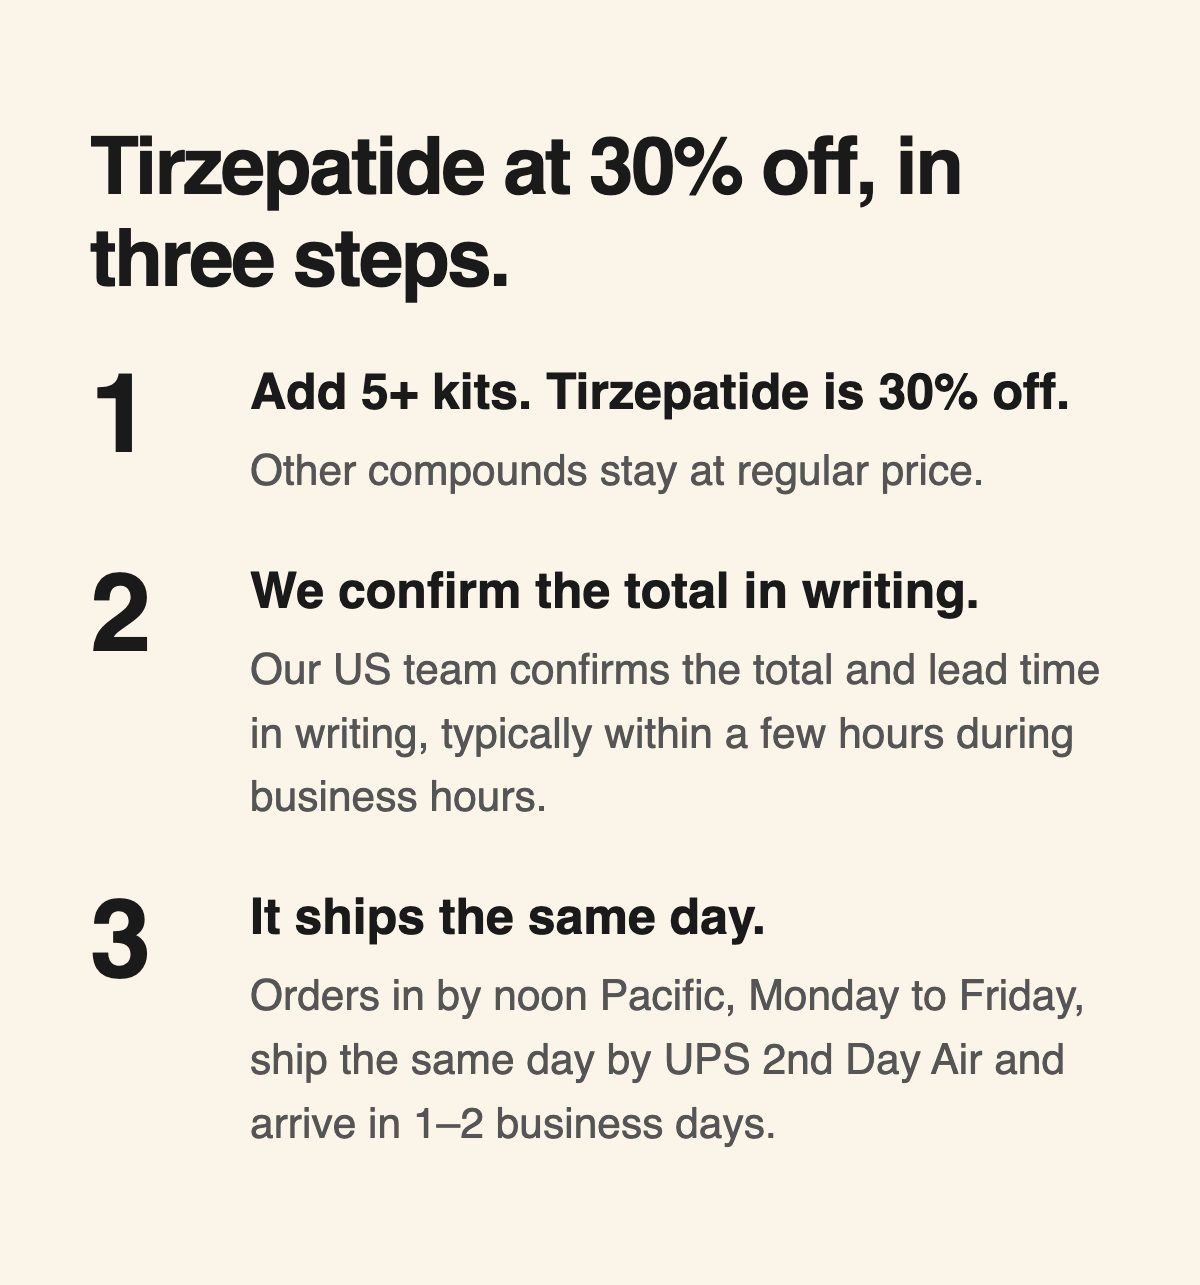 Tirzepatide at 30% off, in
three steps.
1
Add 5+ kits. Tirzepatide is 30% off.
Other compounds stay at regular price.
2
We confirm the total in writing.
Our US team confirms the total and lead time
in writing, typically within a few hours during
business hours.
3
It ships the same day.
Orders in by noon Pacific, Monday to Friday,
ship the same day by UPS 2nd Day Air and
arrive in 1–2 business days.